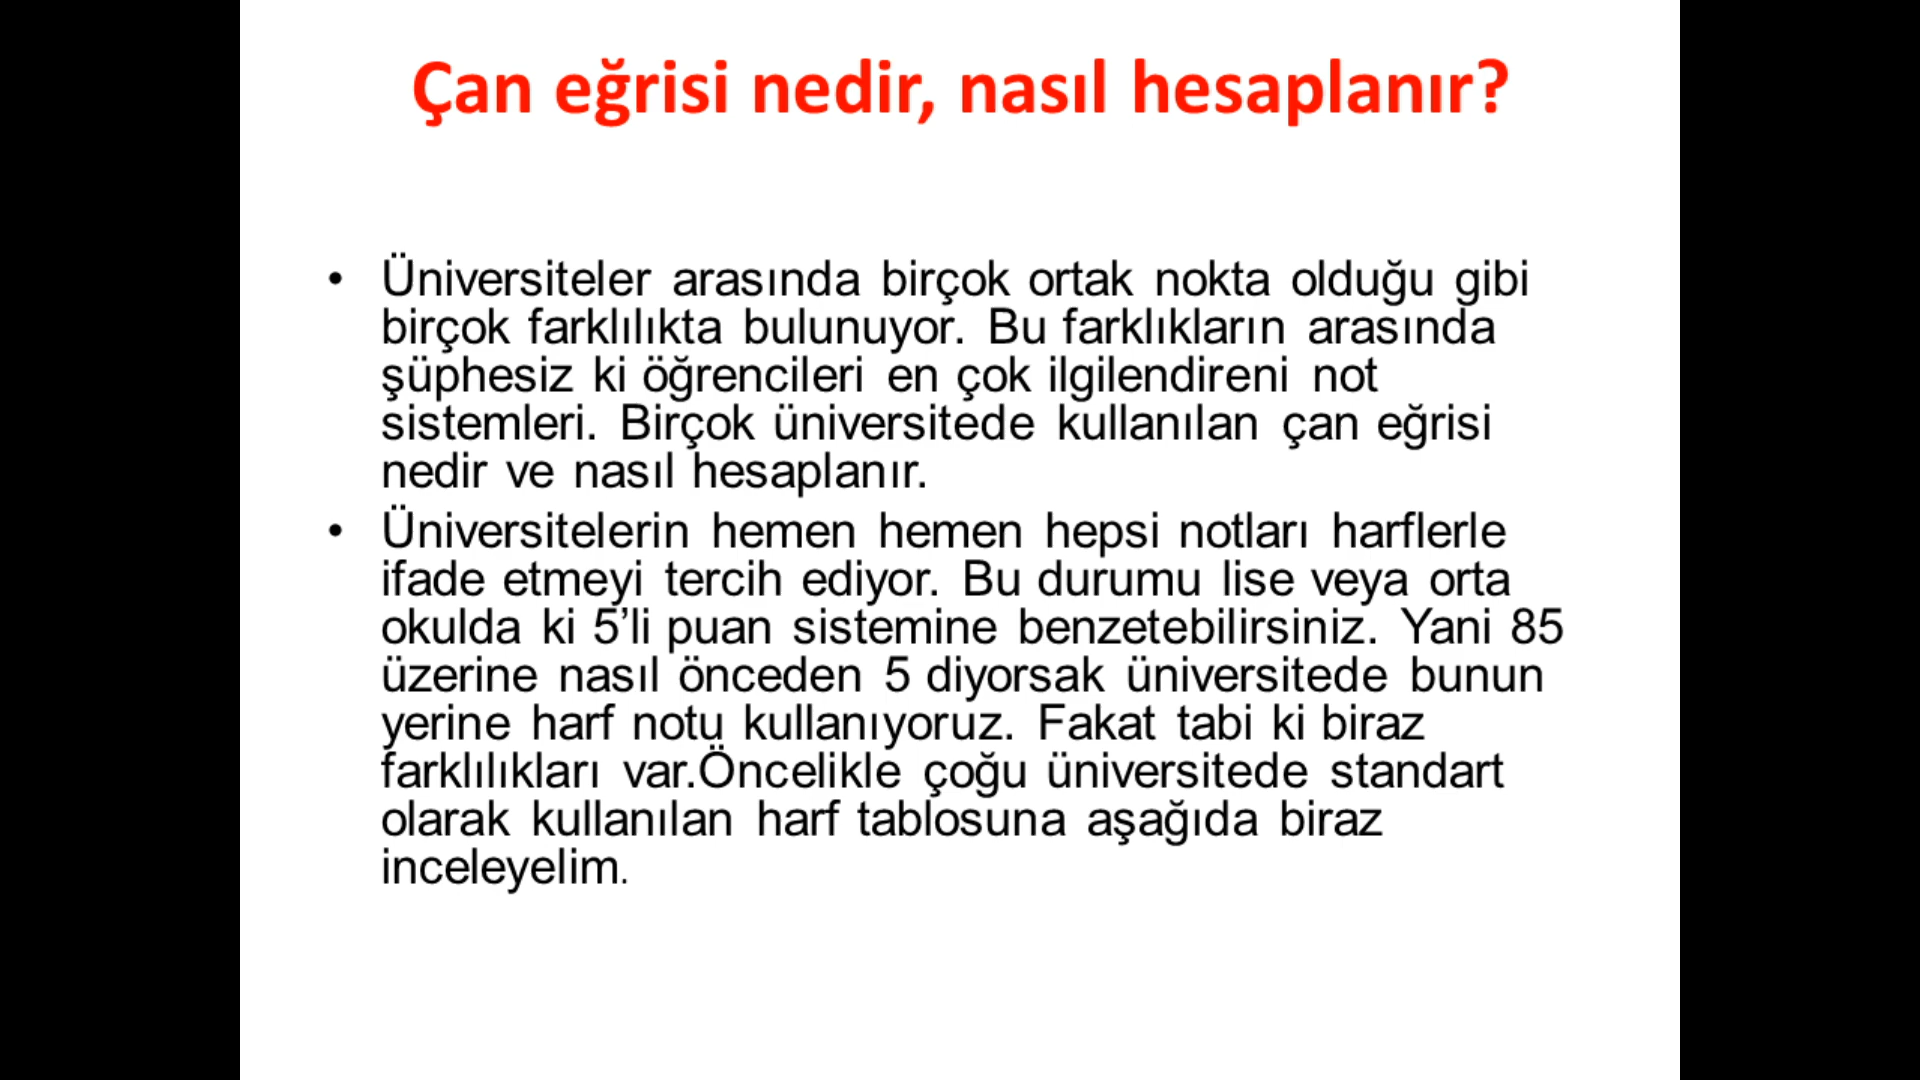 Çan eğrisi nedir, nasıl hesaplanır?
• Üniversiteler arasında birçok ortak nokta olduğu gibi
birçok farklılıkta bulunuyor. Bu farklıkların arasında
şüphesiz ki öğrencileri en çok ilgilendireni not
sistemleri. Birçok üniversitede kullanılan çan eğrisi
nedir ve nasıl hesaplanır.
• Üniversitelerin hemen hemen hepsi notları harflerle
ifade etmeyi tercih ediyor. Bu durumu lise veya orta
okulda ki 5’li puan sistemine benzetebilirsiniz. Yani 85
üzerine nasıl önceden 5 diyorsak üniversitede bunun
yerine harf notu kullanıyoruz. Fakat tabi ki biraz
farklılıkları var.Öncelikle çoğu üniversitede standart
olarak kullanılan harf tablosuna aşağıda biraz
inceleyelim.